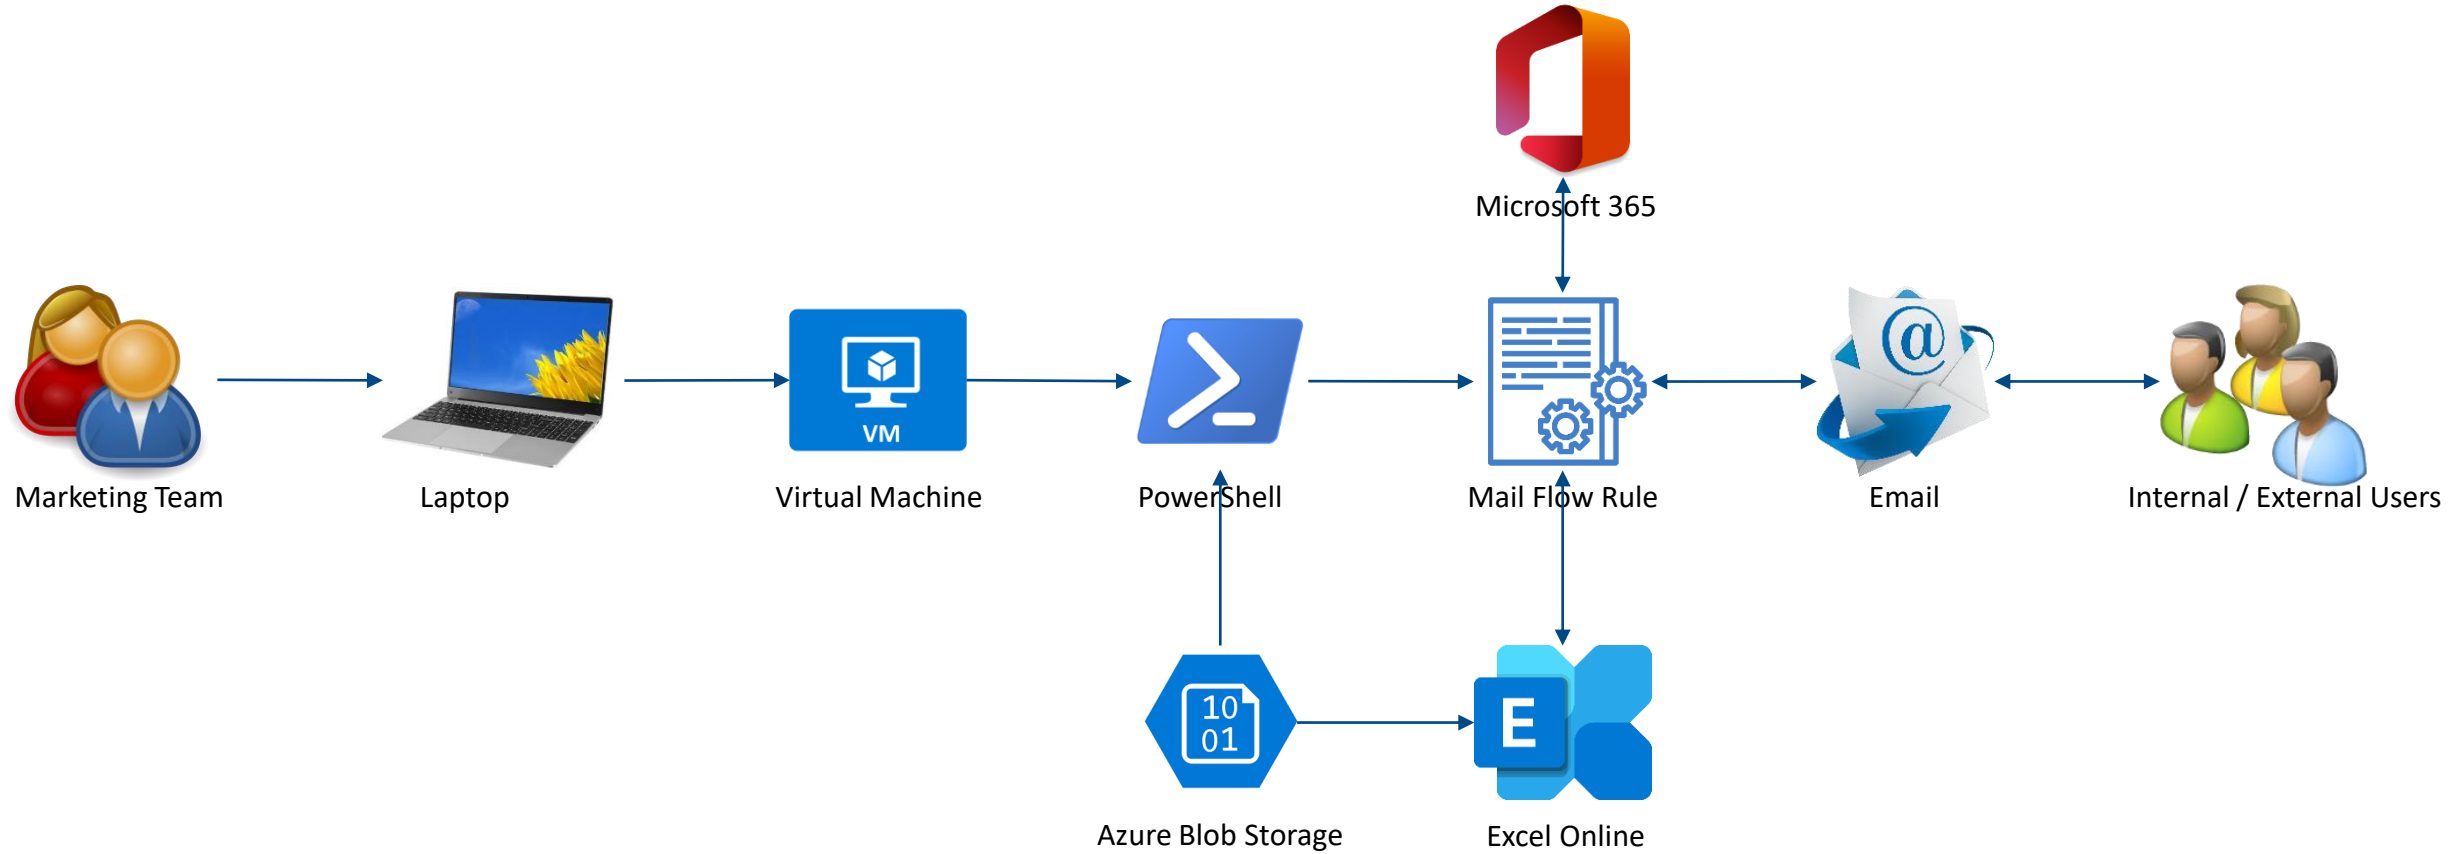 Microsoft 365
VM
@
Marketing Team
Laptop
Virtual Machine
PowerShell
Mail Flow Rule
Email
Internal / External Users
10
01
E
Azure Blob Storage
Excel Online